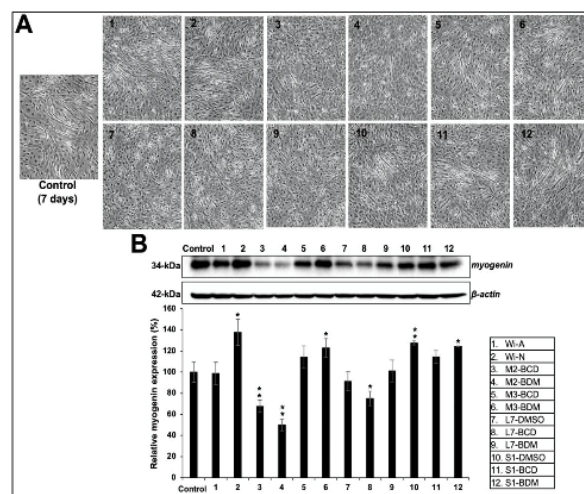 A
1 2 3 4 5 6
Control
(7 days)
7 8 9 10 11 12
B
Control 1 2 3 4 5 6 7 8 9 10 11 12
34-kDa myogenin
42-kDa β-actin
Relative myogenin expression (%)
160
140
120
100
80
60
40
20
0
* ** ** * * ** *
Control 1 2 3 4 5 6 7 8 9 10 11 12
1. Wi-A
2. Wi-N
3. M2-BCD
4. M2-BDM
5. M3-BCD
6. M3-BDM
7. L7-DMSO
8. L7-BCD
9. L7-BDM
10. S1-DMSO
11. S1-BCD
12. S1-BDM